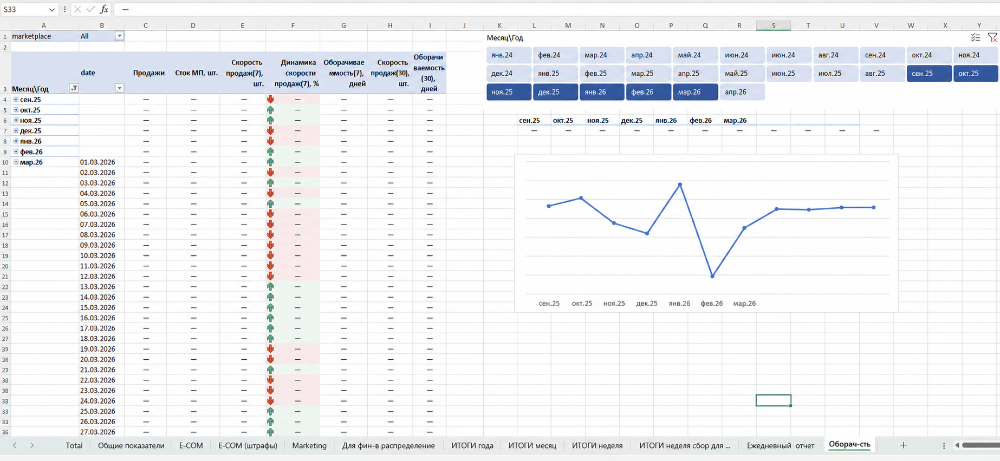 S33 fx —
A B C D E F G H I J K L M N O P Q R S T U V W X Y
1 marketplace All
2
3 Месяц\Год date Продажи Сток МП, шт. Скорость продаж(7), шт. Динамика скорости продаж(7), % Оборачивае ммость(7), дней Скорость продаж(30), шт. Оборачи ваемость (30), дней
4 сен.25 — — — — — — —
5 окт.25 — — — — — — —
6 ноя.25 — — — — — — —
7 дек.25 — — — — — — —
8 янв.26 — — — — — — —
9 фев.26 — — — — — — —
10 мар.26 01.03.2026 — — — — — — —
11 02.03.2026 — — — — — — —
12 03.03.2026 — — — — — — —
13 04.03.2026 — — — — — — —
14 05.03.2026 — — — — — — —
15 06.03.2026 — — — — — — —
16 07.03.2026 — — — — — — —
17 08.03.2026 — — — — — — —
18 09.03.2026 — — — — — — —
19 10.03.2026 — — — — — — —
20 11.03.2026 — — — — — — —
21 12.03.2026 — — — — — — —
22 13.03.2026 — — — — — — —
23 14.03.2026 — — — — — — —
24 15.03.2026 — — — — — — —
25 16.03.2026 — — — — — — —
26 17.03.2026 — — — — — — —
27 18.03.2026 — — — — — — —
39 19.03.2026 — — — — — — —
38 20.03.2026 — — — — — — —
29 21.03.2026 — — — — — — —
30 22.03.2026 — — — — — — —
30 23.03.2026 — — — — — — —
33 24.03.2026 — — — — — — —
33 25.03.2026 — — — — — — —
33 26.03.2026 — — — — — — —
36 27.03.2026 — — — — — — —
Месяц\Год
янв.24 фев.24 мар.24 апр.24 май.24 июн.24 июн.24 авг.24 сен.24 окт.24 ноя.24
дек.24 янв.25 фев.25 мар.25 апр.25 май.25 июн.25 июл.25 авг.25 сен.25 окт.25
ноя.25 дек.25 янв.26 фев.26 мар.26 апр.26
сен.25 окт.25 ноя.25 дек.25 янв.26 фев.26 мар.26
— — — — — — — — — — —
сен.25 окт.25 ноя.25 дек.25 янв.26 фев.26 мар.26
Total Общие показатели E-COM E-COM (штрафы) Marketing Для фин-в распределение ИТОГИ года ИТОГИ месяц ИТОГИ неделя ИТОГИ неделя сбор для ... Ежедневный отчет Оборач-сть